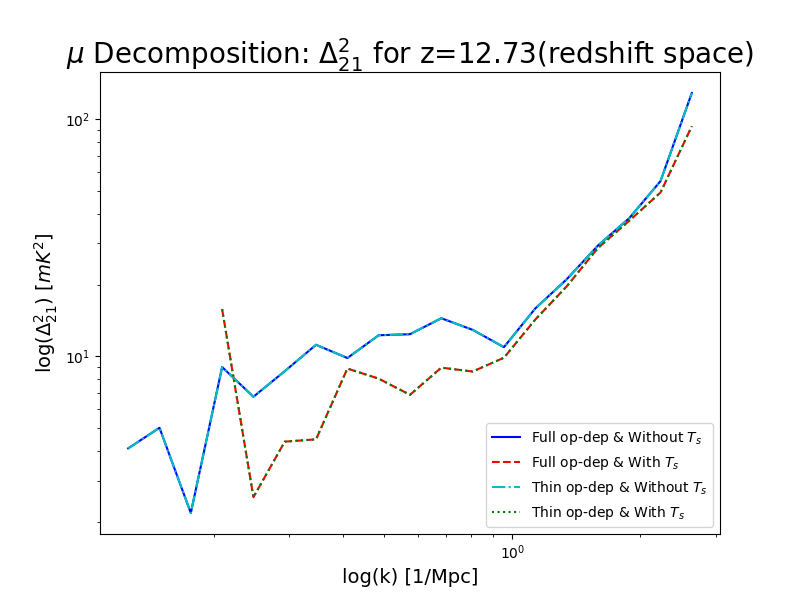 μ Decomposition: Δ²₂₁ for z=12.73(redshift space)
10²
10¹
log(Δ²₂₁) [mK²]
Full op-dep & Without Tₛ
Full op-dep & With Tₛ
Thin op-dep & Without Tₛ
Thin op-dep & With Tₛ
10⁰
log(k) [1/Mpc]